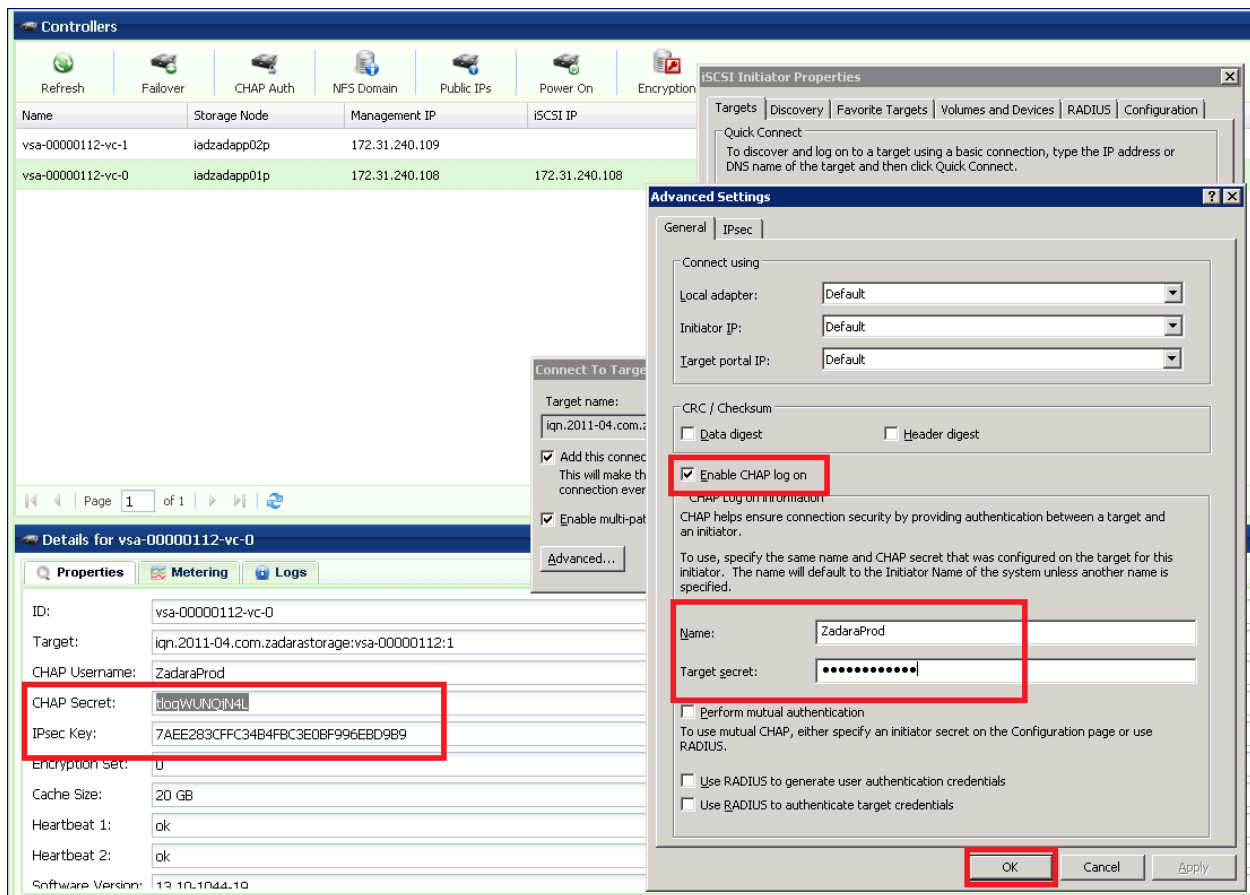 Controllers
Refresh Failover CHAP Auth NFS Domain Public IPs Power On Encryption
Name Storage Node Management IP iSCSI IP
vsa-00000112-vc-1 iadzadapp02p 172.31.240.109
vsa-00000112-vc-0 iadzadapp01p 172.31.240.108 172.31.240.108
Page 1 of 1
Details for vsa-00000112-vc-0
Properties Metering Logs
ID: vsa-00000112-vc-0
Target: iqn.2011-04.com.zadarastorage:vsa-00000112:1
CHAP Username: ZadaraProd
CHAP Secret: tloqWUNQjN4L
IPsec Key: 7AEE283CFFC34B4FBC3E0BF996EBD9B9
Encryption Set: 0
Cache Size: 20 GB
Heartbeat 1: ok
Heartbeat 2: ok
Software Version: 13.10-1044-19
iSCSI Initiator Properties
Targets Discovery Favorite Targets Volumes and Devices RADIUS Configuration
Quick Connect
To discover and log on to a target using a basic connection, type the IP address or
DNS name of the target and then click Quick Connect.
Connect To Targe
Target name:
iqn.2011-04.com.z
Add this connec
This will make th
connection ever
Enable multi-pat
Advanced...
Advanced Settings
General IPsec
Connect using
Local adapter: Default
Initiator IP: Default
Target portal IP: Default
CRC / Checksum
Data digest Header digest
Enable CHAP log on
CHAP Log on information
CHAP helps ensure connection security by providing authentication between a target and
an initiator.
To use, specify the same name and CHAP secret that was configured on the target for this
initiator. The name will default to the Initiator Name of the system unless another name is
specified.
Name: ZadaraProd
Target secret: ●●●●●●●●●●●●
Perform mutual authentication
To use mutual CHAP, either specify an initiator secret on the Configuration page or use
RADIUS.
Use RADIUS to generate user authentication credentials
Use RADIUS to authenticate target credentials
OK Cancel Apply